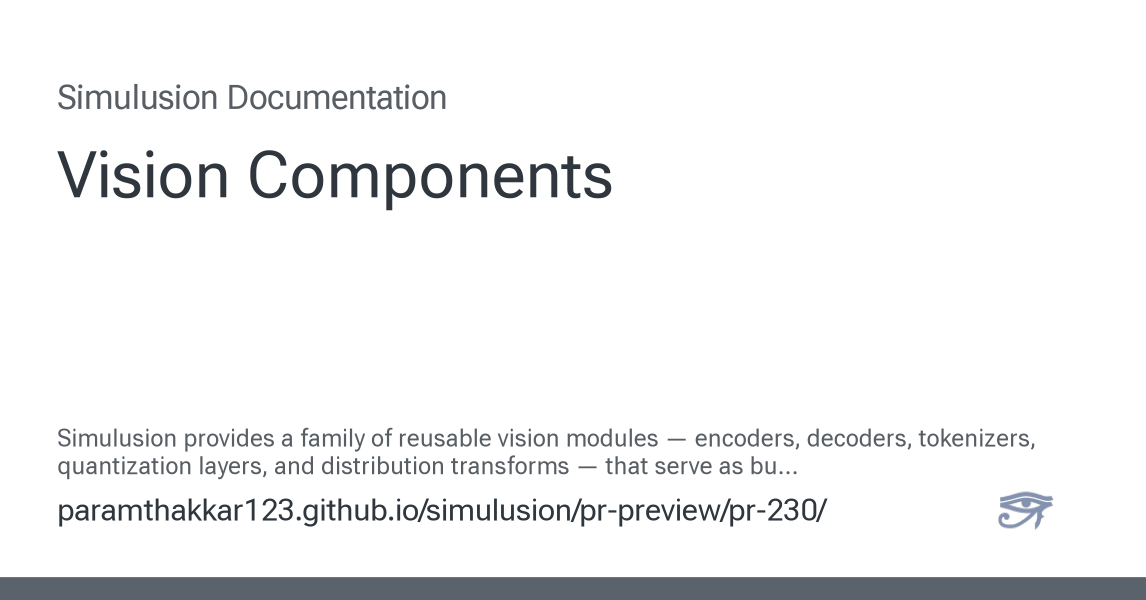 Simulusion Documentation
Vision Components
Simulusion provides a family of reusable vision modules — encoders, decoders, tokenizers,
quantization layers, and distribution transforms — that serve as bu...
paramthakkar123.github.io/simulusion/pr-preview/pr-230/